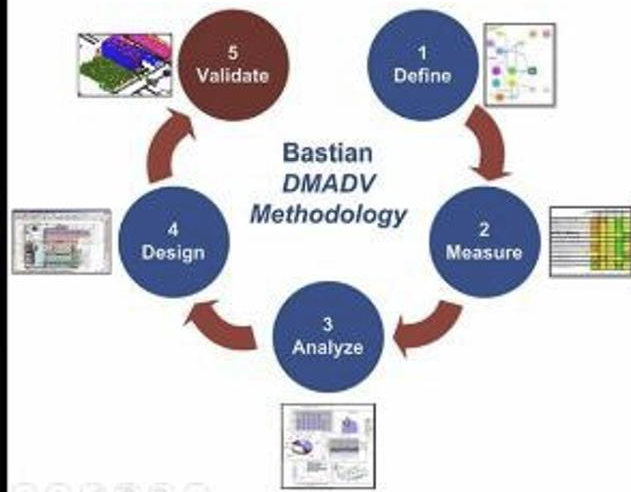 5
Validate
1
Define
Bastian
DMADV
Methodology
4
Design
2
Measure
3
Analyze